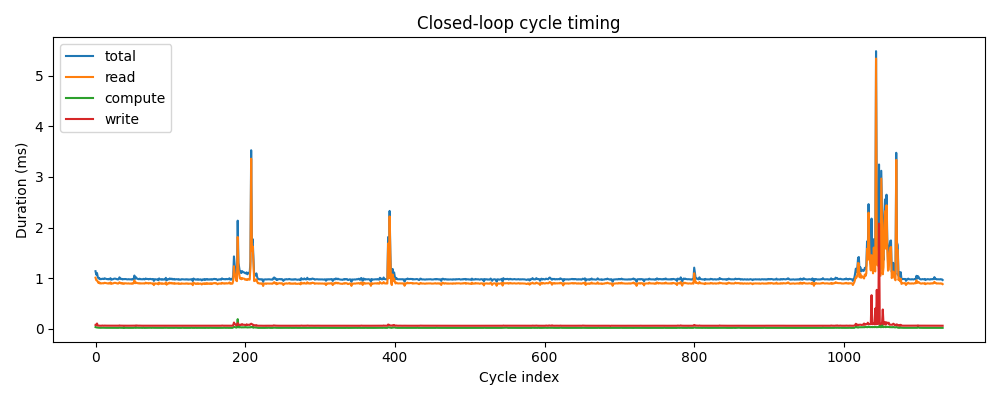 Closed-loop cycle timing
total
read
compute
write
Duration (ms)
5
4
3
2
1
0
0 200 400 600 800 1000
Cycle index